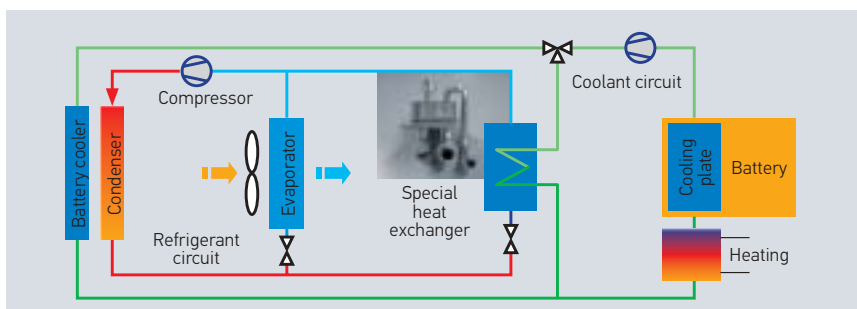 Compressor
Coolant circuit
Battery cooler
Condenser
Evaporator
Special
heat
exchanger
Cooling
plate
Battery
Refrigerant
circuit
Heating